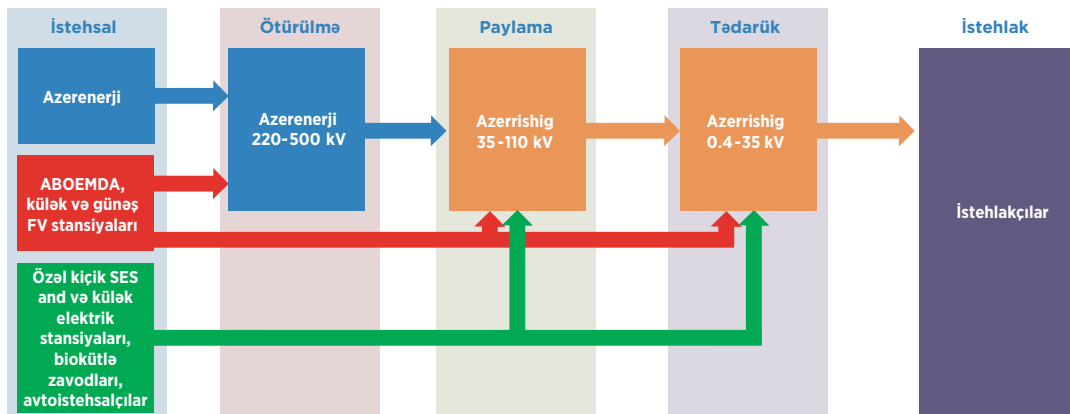 İstehsal
Ötürülmə
Paylama
Tədarük
İstehlak
Azerenerji
Azerenerji
220-500 kV
Azerrishig
35-110 kV
Azerrishig
0.4-35 kV
ABOEMDA,
külək və günəş
FV stansiyaları
İstehlakçılar
Özəl kiçik SES
and və külək
elektrik
stansiyaları,
biokütlə
zavodları,
avtoistehsalçılar